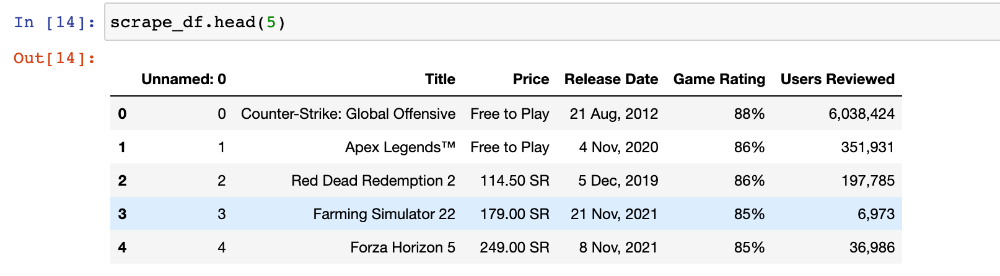 In [14]: scrape_df.head(5)
Out[14]:
Unnamed: 0 Title Price Release Date Game Rating Users Reviewed
0 0 Counter-Strike: Global Offensive Free to Play 21 Aug, 2012 88% 6,038,424
1 1 Apex Legends™ Free to Play 4 Nov, 2020 86% 351,931
2 2 Red Dead Redemption 2 114.50 SR 5 Dec, 2019 86% 197,785
3 3 Farming Simulator 22 179.00 SR 21 Nov, 2021 85% 6,973
4 4 Forza Horizon 5 249.00 SR 8 Nov, 2021 85% 36,986